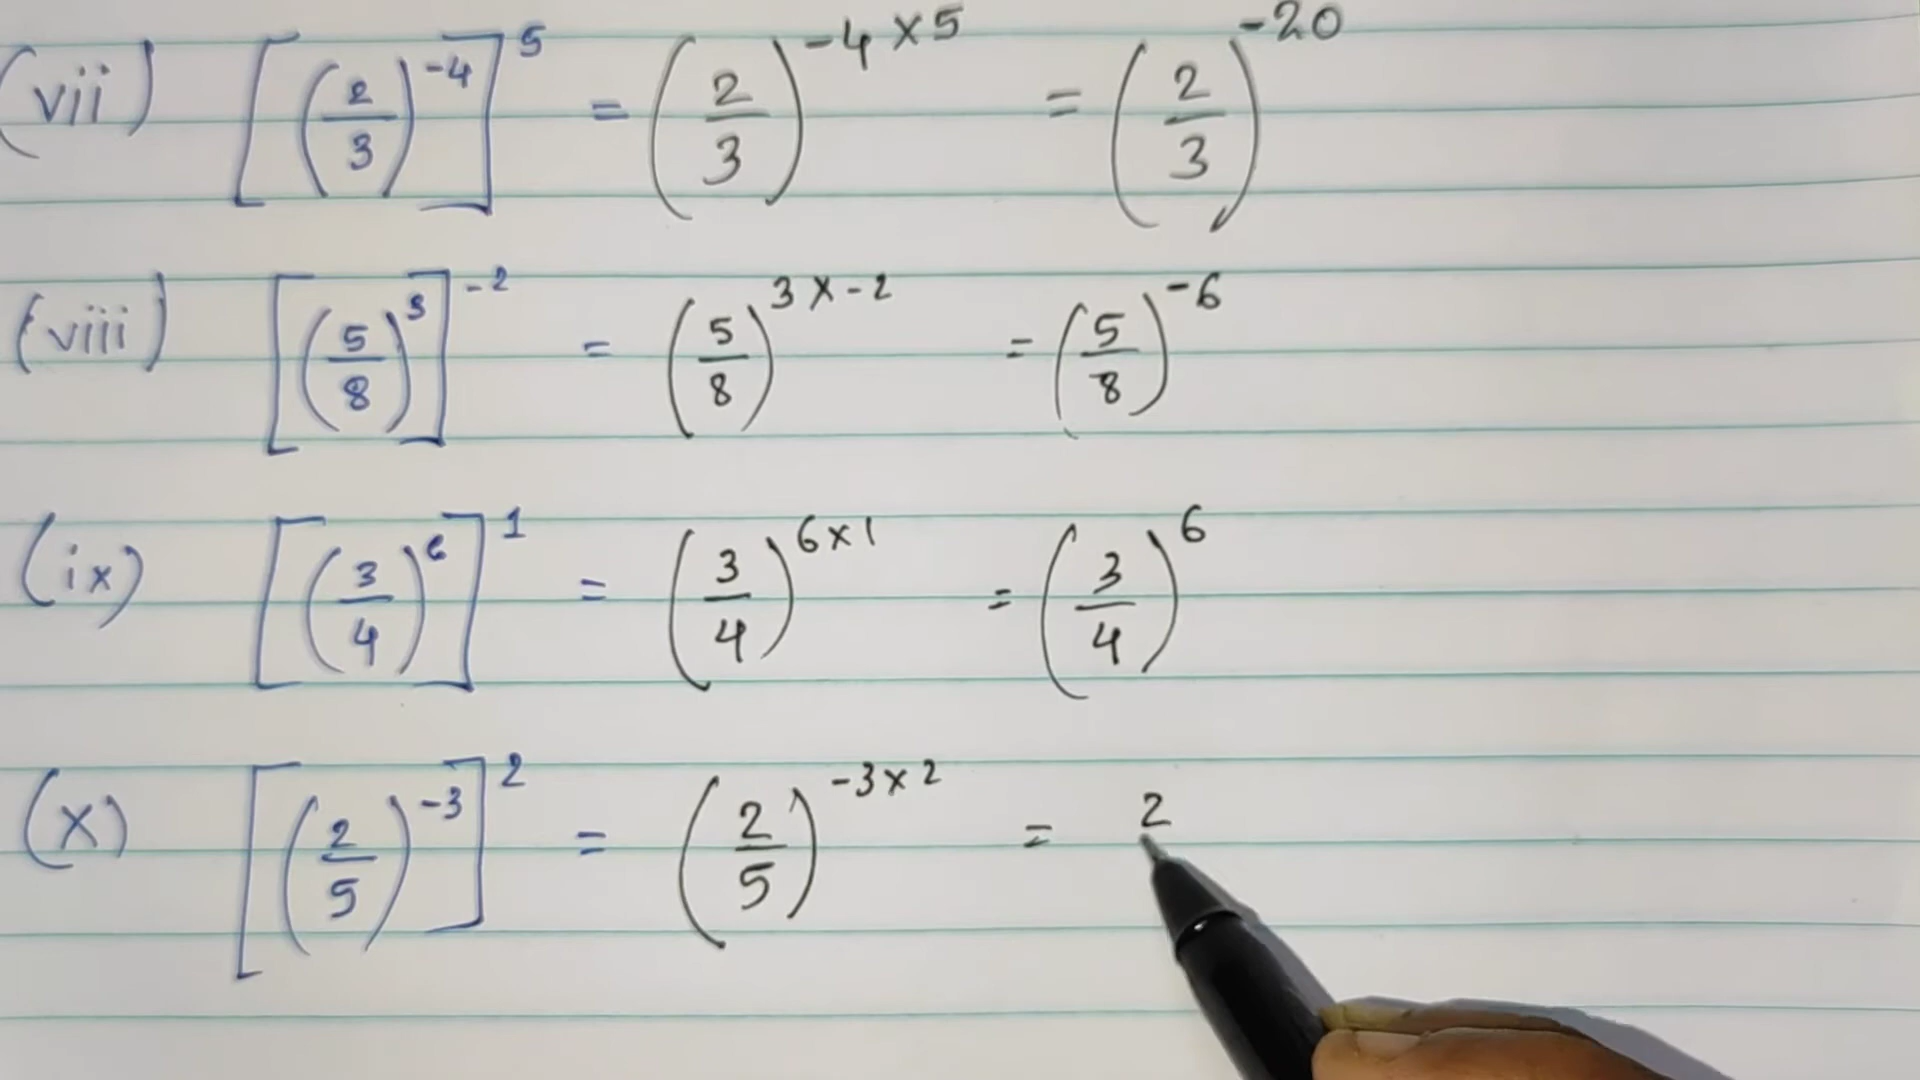 (vii) [(2/3)^-4]^5 = (2/3)^-4×5 = (2/3)^-20
(viii) [(5/8)^3]^-2 = (5/8)^3×-2 = (5/8)^-6
(ix) [(3/4)^6]^1 = (3/4)^6×1 = (3/4)^6
(x) [(2/5)^-3]^2 = (2/5)^-3×2 = 2